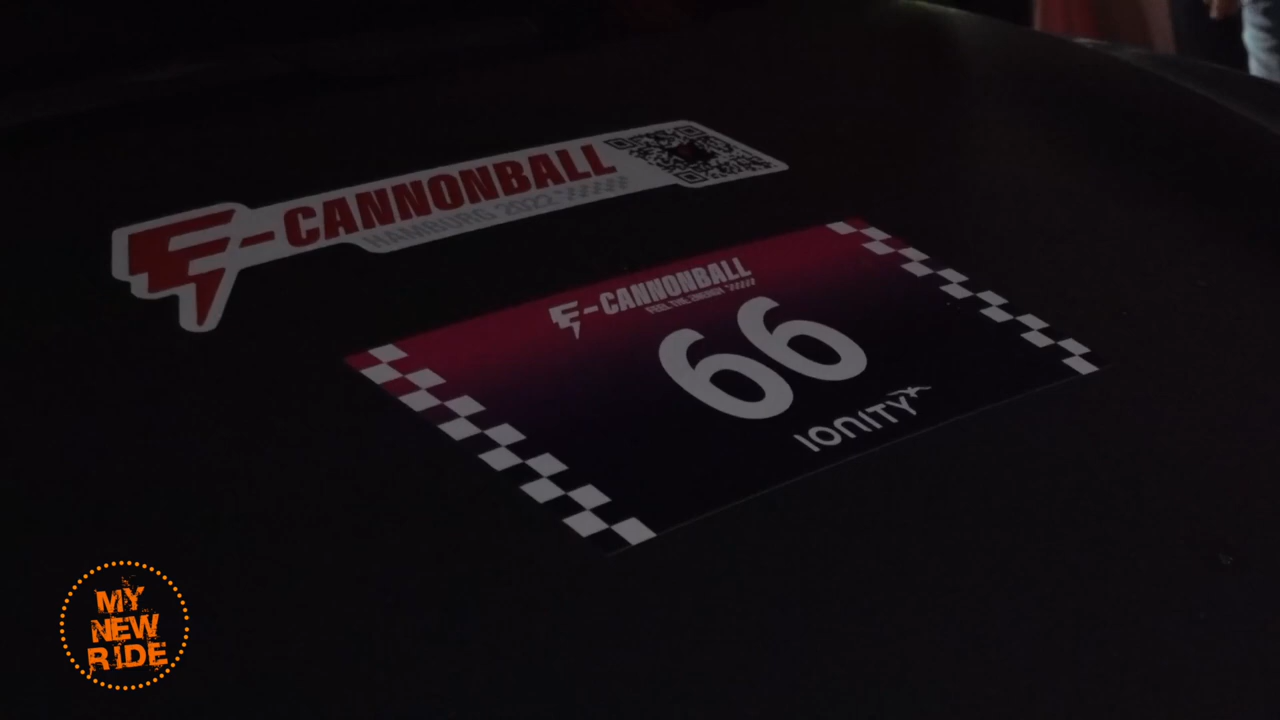 E-CANNONBALL
HAMBURG 2022
E-CANNONBALL
FEEL THE ENERGY
66
IONITY
MY
NEW
RIDE